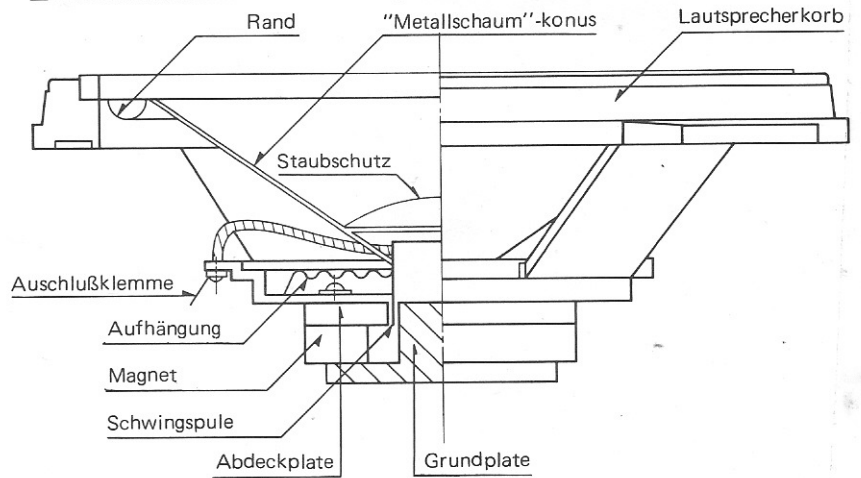 Rand
"Metallschaum"-konus
Lautsprecherkorb
Staubschutz
Auschlußklemme
Aufhängung
Magnet
Schwingspule
Abdeckplate
Grundplate